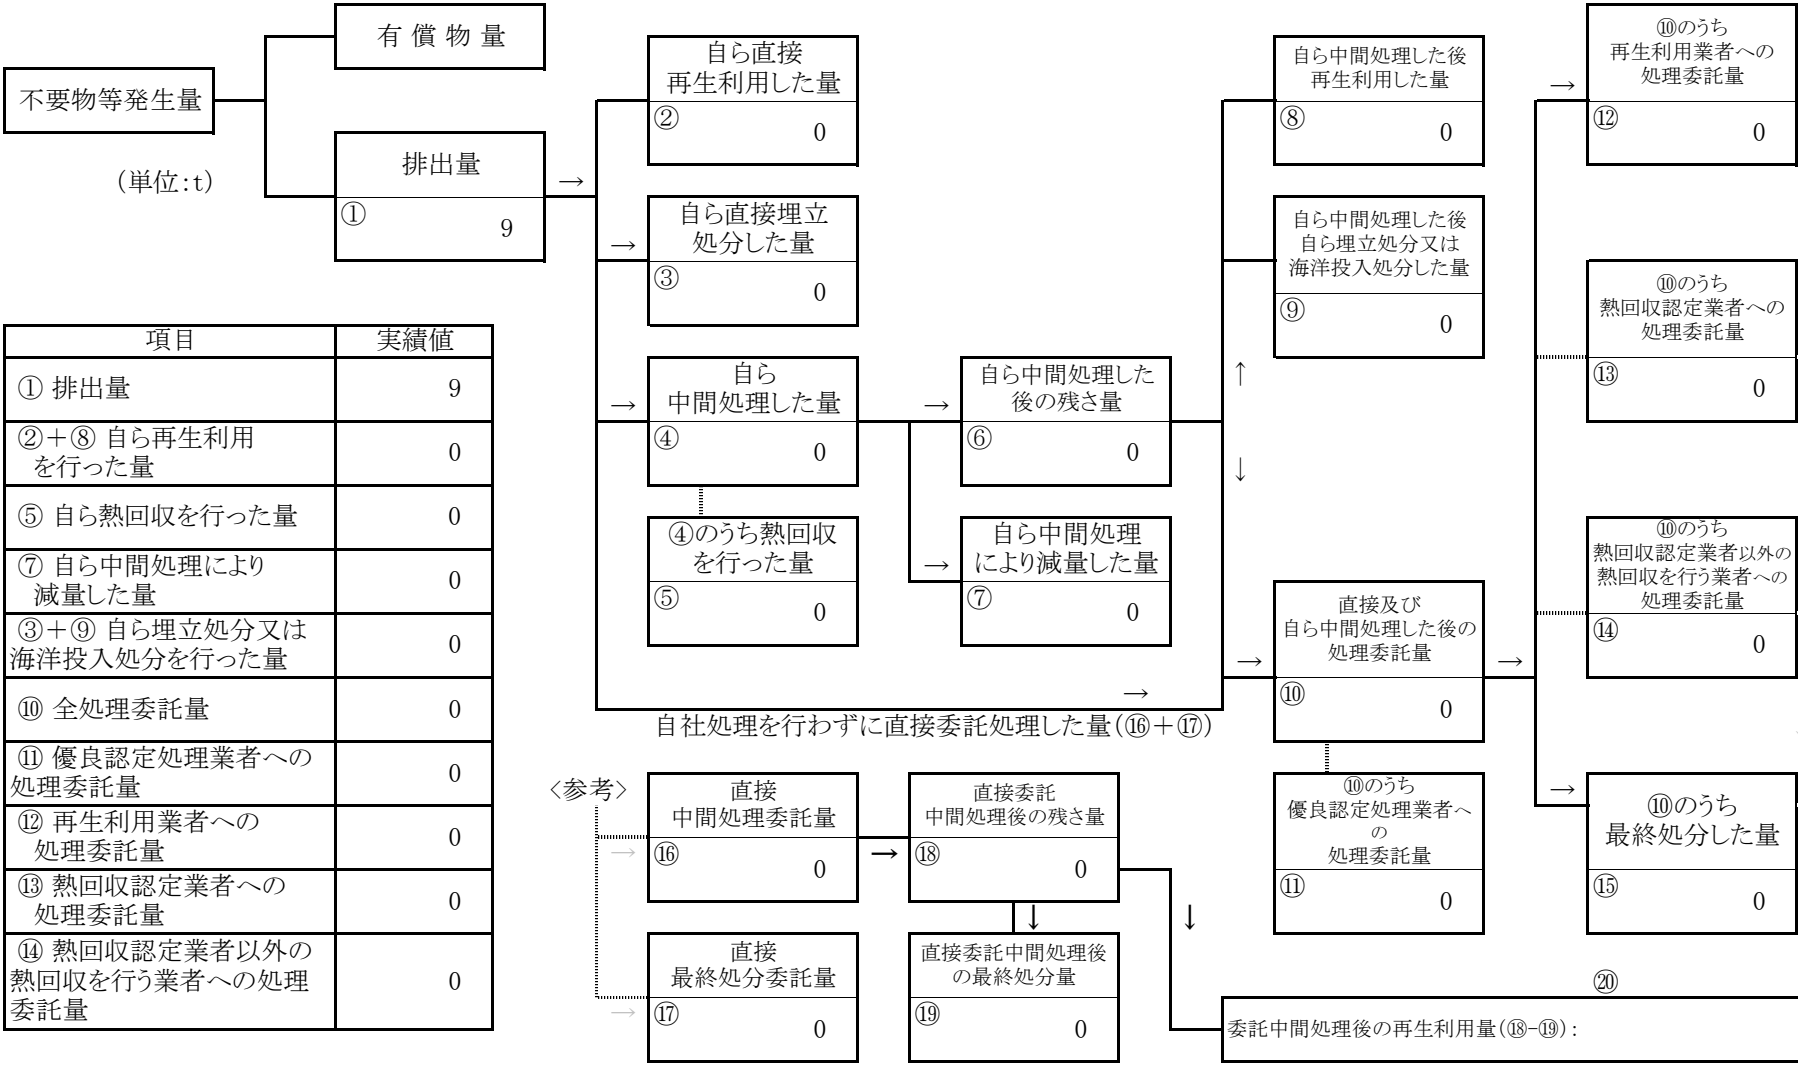 有 償 物 量
不要物等発生量
(単位:t)
排出量
①
9
→
自ら直接
再生利用した量
②
0
→
自ら直接埋立
処分した量
③
0
→
自ら
中間処理した量
④
0
④のうち熱回収
を行った量
⑤
0
→
自ら中間処理した
後の残さ量
⑥
0
→
自ら中間処理
により減量した量
⑦
0
自ら中間処理した後
再生利用した量
⑧
0
自ら中間処理した後
自ら埋立処分又は
海洋投入処分した量
⑨
0
↑
↓
→
直接及び
自ら中間処理した後の
処理委託量
⑩
0
→
⑩のうち
優良認定処理業者へ
の
処理委託量
⑪
0
→
⑩のうち
再生利用業者への
処理委託量
⑫
0
⑩のうち
熱回収認定業者への
処理委託量
⑬
0
⑩のうち
熱回収認定業者以外の
熱回収を行う業者への
処理委託量
⑭
0
→
⑩のうち
最終処分した量
⑮
0
→
自社処理を行わずに直接委託処理した量(⑯+⑰)
〈参考〉
→
直接
中間処理委託量
⑯
0
→
直接委託
中間処理後の残さ量
⑱
0
↓
↓
→
直接
最終処分委託量
⑰
0
直接委託中間処理後
の最終処分量
⑲
0
⑳
委託中間処理後の再生利用量(⑱-⑲):
項目 実績値
① 排出量 9
②+⑧ 自ら再生利用
を行った量 0
⑤ 自ら熱回収を行った量 0
⑦ 自ら中間処理により
減量した量 0
③+⑨ 自ら埋立処分又は
海洋投入処分を行った量 0
⑩ 全処理委託量 0
⑪ 優良認定処理業者への
処理委託量 0
⑫ 再生利用業者への
処理委託量 0
⑬ 熱回収認定業者への
処理委託量 0
⑭ 熱回収認定業者以外の
熱回収を行う業者への処理 0
委託量